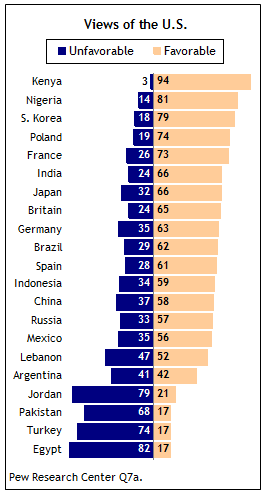 Views of the U.S.
Unfavorable Favorable
Kenya 3 94
Nigeria 14 81
S. Korea 18 79
Poland 19 74
France 26 73
India 24 66
Japan 32 66
Britain 24 65
Germany 35 63
Brazil 29 62
Spain 28 61
Indonesia 34 59
China 37 58
Russia 33 57
Mexico 35 56
Lebanon 47 52
Argentina 41 42
Jordan 79 21
Pakistan 68 17
Turkey 74 17
Egypt 82 17
Pew Research Center Q7a.